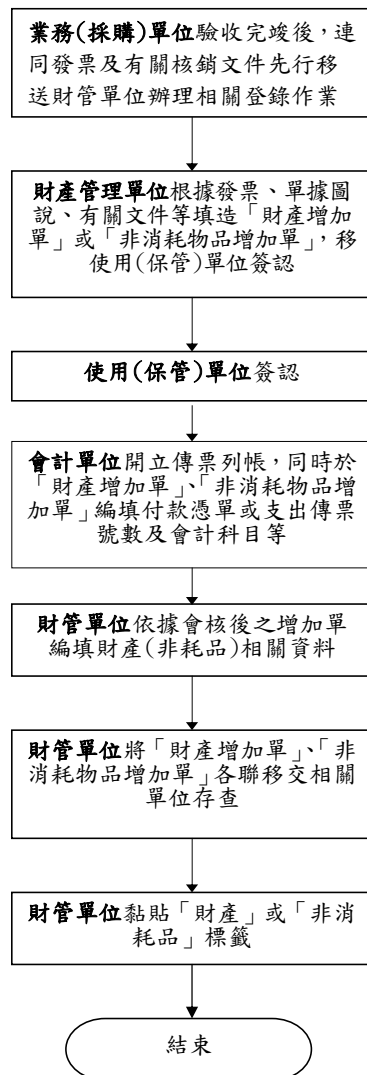 業務(採購)單位驗收完竣後，連
同發票及有關核銷文件先行移
送財管單位辦理相關登錄作業
財產管理單位根據發票、單據圖
說、有關文件等填造「財產增加
單」或「非消耗物品增加單」，移
使用(保管)單位簽認
使用(保管)單位簽認
會計單位開立傳票列帳，同時於
「財產增加單」、「非消耗物品增
加單」編填付款憑單或支出傳票
號數及會計科目等
財管單位依據會核後之增加單
編填財產(非耗品)相關資料
財管單位將「財產增加單」、「非
消耗物品增加單」各聯移交相關
單位存查
財管單位黏貼「財產」或「非消
耗品」標籤
結束